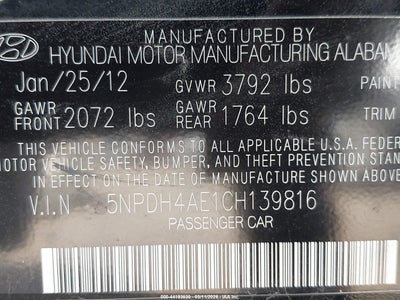 MANUFACTURED BY
HYUNDAI MOTOR MANUFACTURING ALABAM
Jan/25/12 GVWR 3792 lbs PAINT
GAWR FRONT 2072 lbs GAWR REAR 1764 lbs TRIM
THIS VEHICLE CONFORMS TO ALL APPLICABLE U.S.A. FEDER
MOTOR VEHICLE SAFETY, BUMPER, AND THEFT PREVENTION STAN
IN EFFECT ON THE DATE OF MANUFACTURE SHOWN ABOVE.
V.I.N 5NPDH4AE1CH139816
PASSENGER CAR